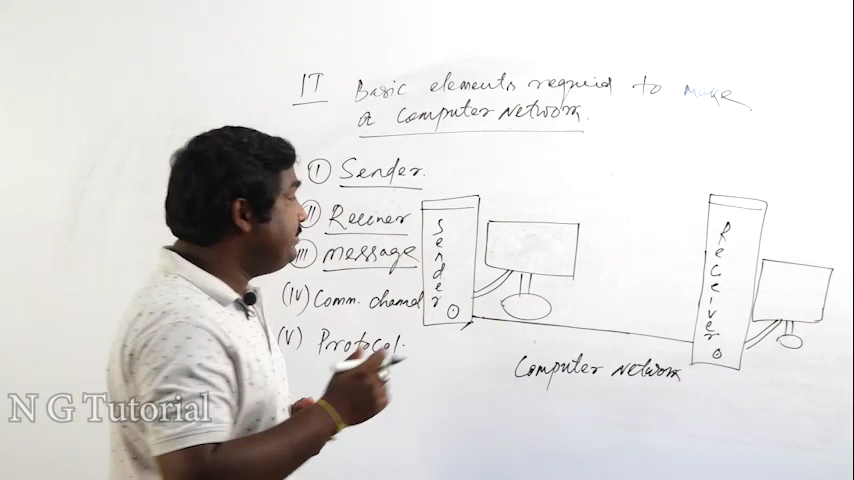 IT Basic elements required to make
a Computer Network.
(I) Sender.
(II) Reciner
(III) message
(IV) Comm. channel
(V) Protocol.
Sender
Receiver
Computer Network
N G Tutorial